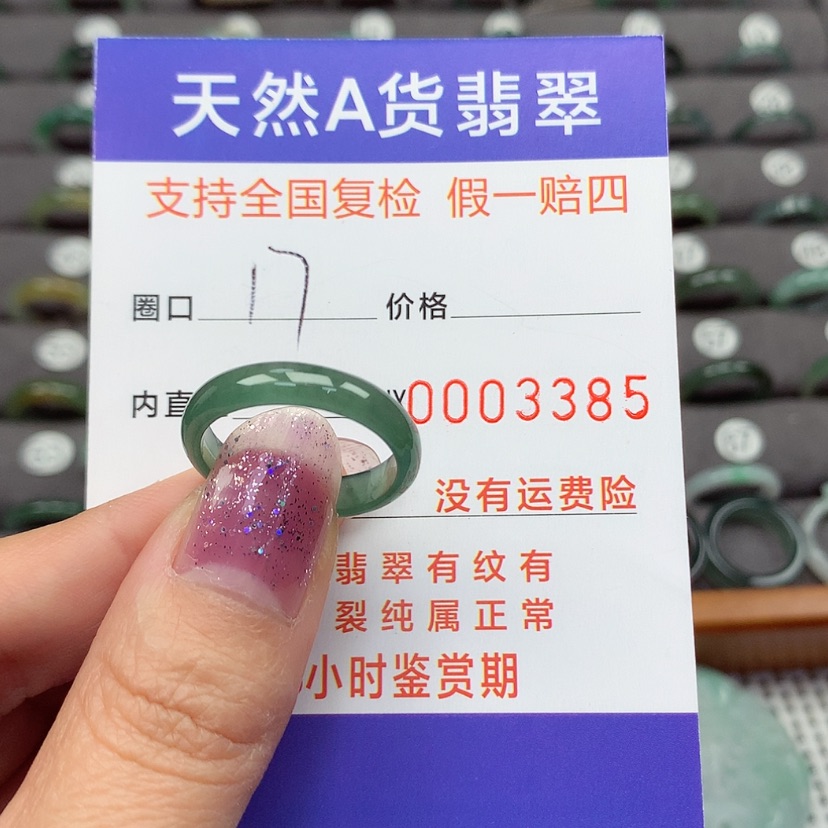 天然A货翡翠
支持全国复检 假一赔四
圈口 17 价格
内直 0003385
没有运费险
翡翠有纹有
裂纯属正常
小时鉴赏期